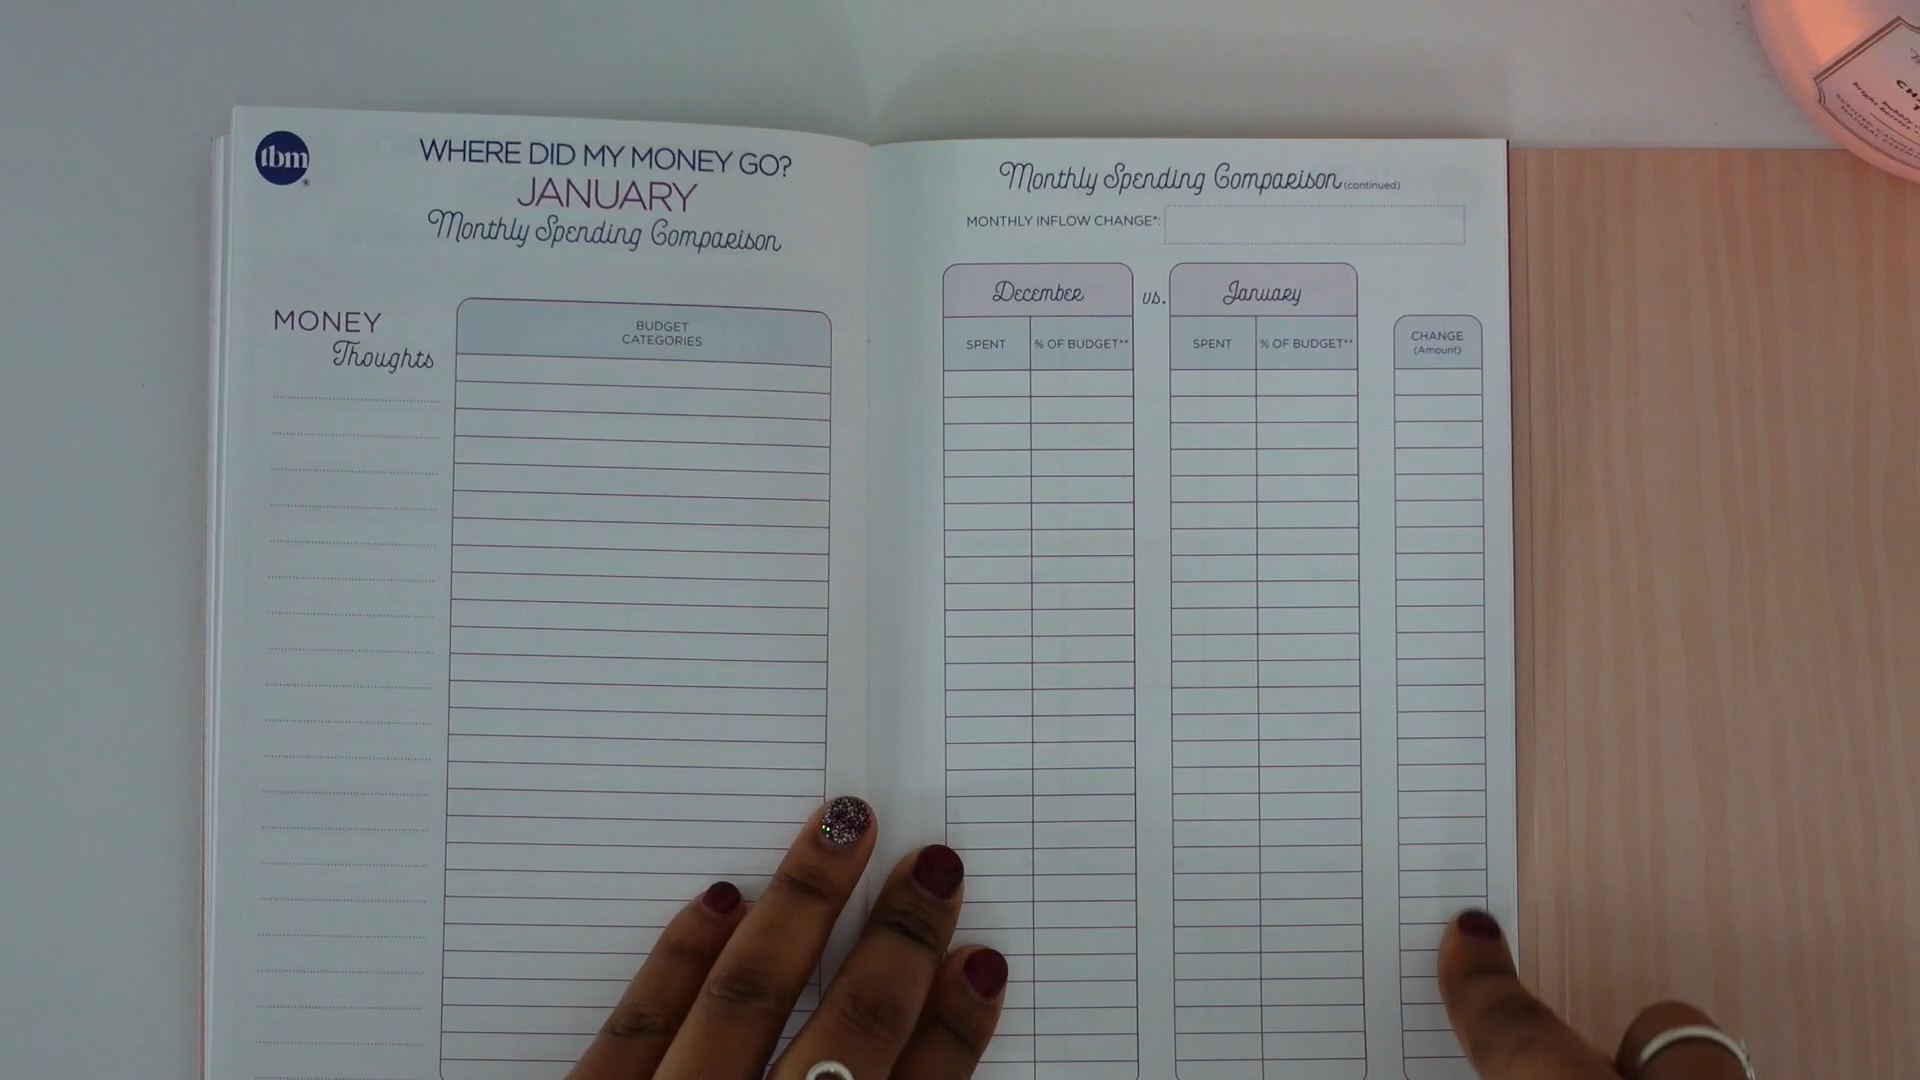 tbm®
WHERE DID MY MONEY GO?
JANUARY
Monthly Spending Comparison
MONEY
Thoughts
BUDGET
CATEGORIES
Monthly Spending Comparison (continued)
MONTHLY INFLOW CHANGE*:
December vs. January
SPENT % OF BUDGET** SPENT % OF BUDGET**
CHANGE
(Amount)